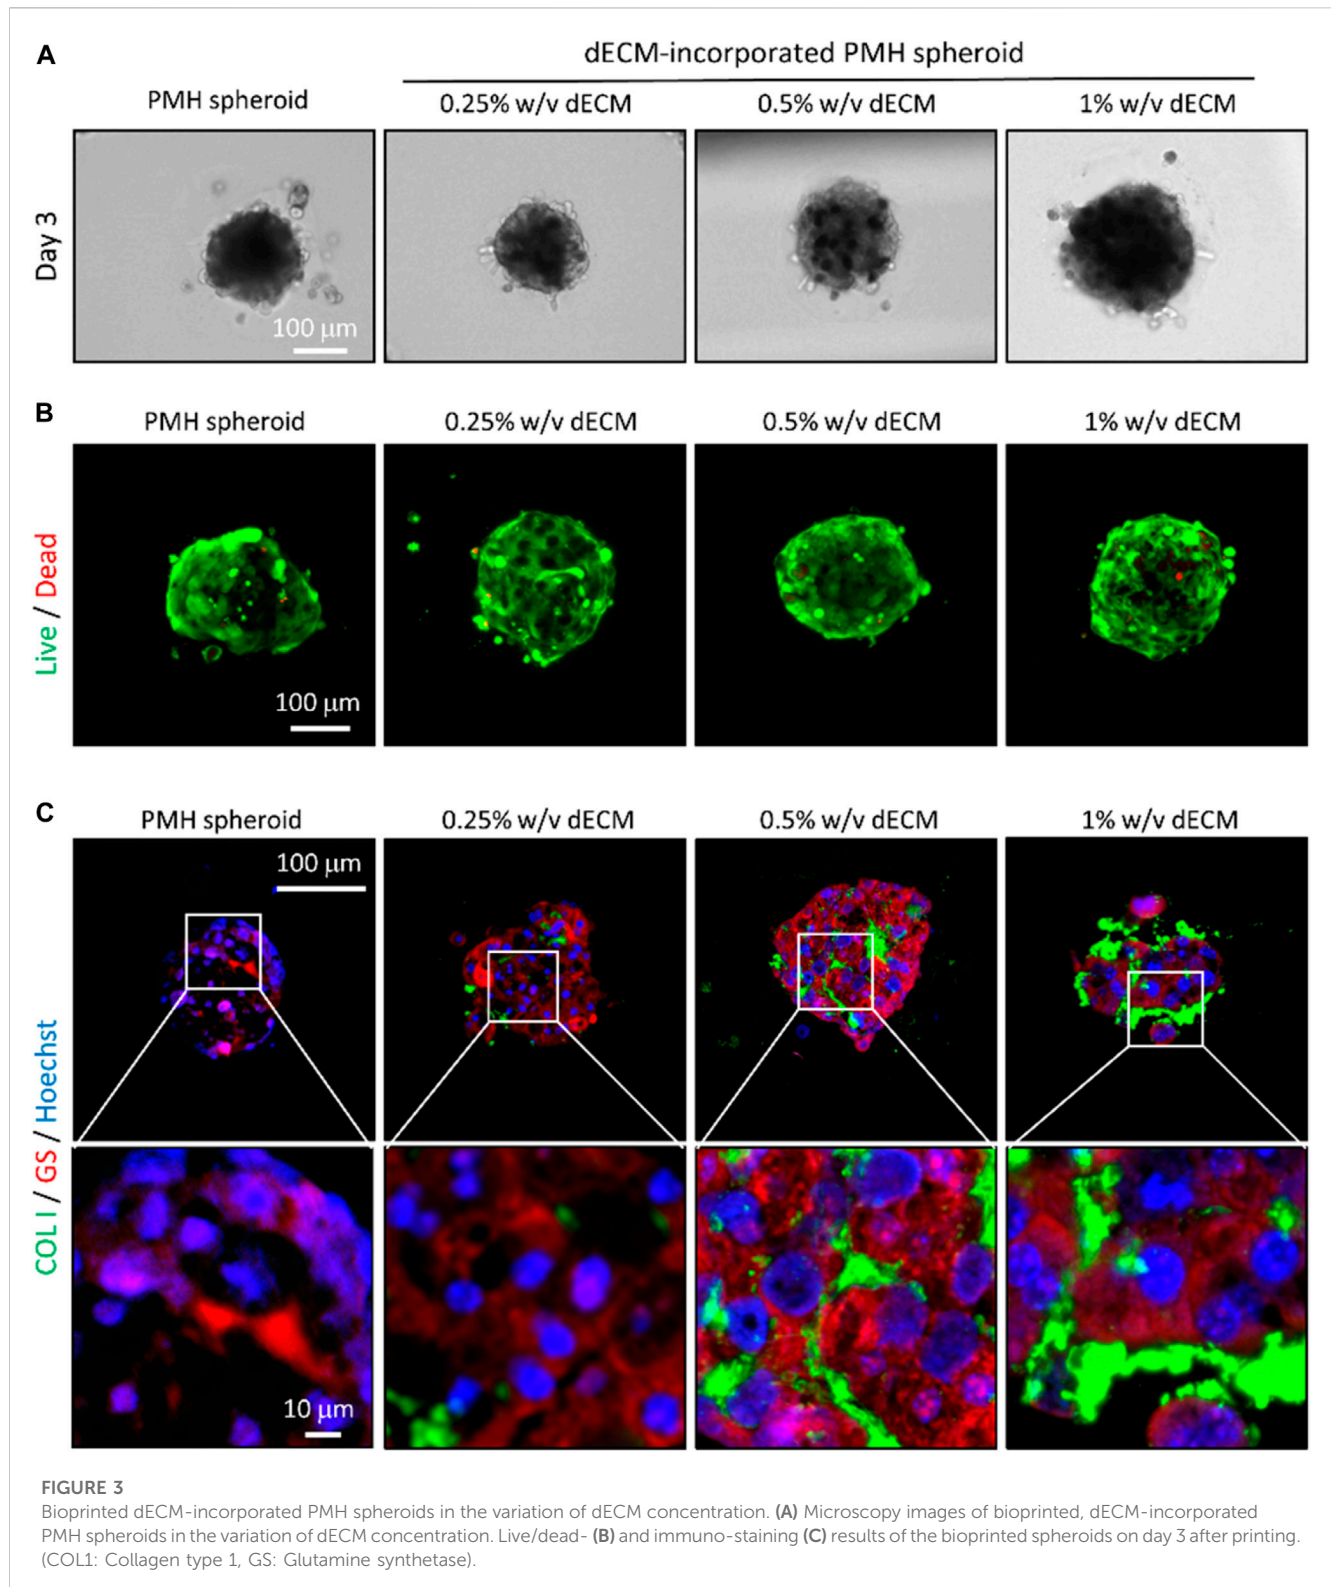 A
dECM-incorporated PMH spheroid
PMH spheroid
0.25% w/v dECM
0.5% w/v dECM
1% w/v dECM
Day 3
100 μm
B
PMH spheroid
0.25% w/v dECM
0.5% w/v dECM
1% w/v dECM
Live / Dead
100 μm
C
PMH spheroid
0.25% w/v dECM
0.5% w/v dECM
1% w/v dECM
COL I / GS / Hoechst
100 μm
10 μm
FIGURE 3
Bioprinted dECM-incorporated PMH spheroids in the variation of dECM concentration. (A) Microscopy images of bioprinted, dECM-incorporated
PMH spheroids in the variation of dECM concentration. Live/dead- (B) and immuno-staining (C) results of the bioprinted spheroids on day 3 after printing.
(COL1: Collagen type 1, GS: Glutamine synthetase).